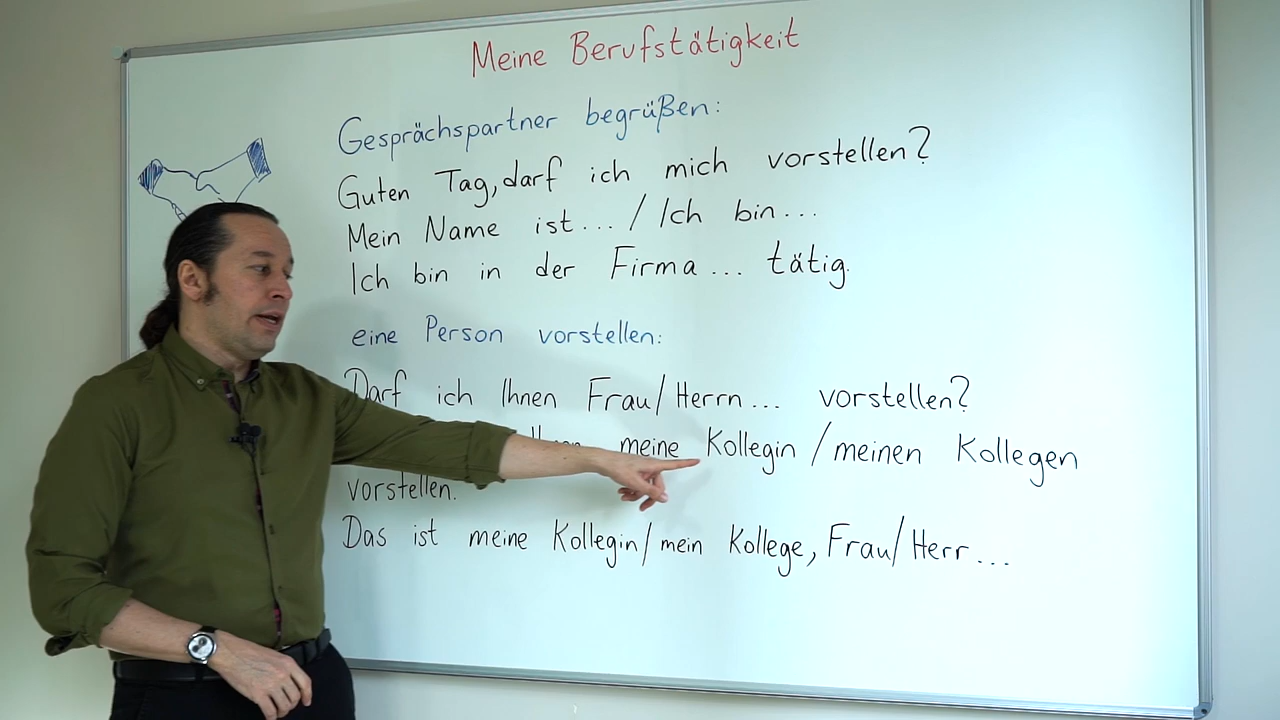 Meine Berufstätigkeit
Gesprächspartner begrüßen:
Guten Tag, darf ich mich vorstellen?
Mein Name ist... / Ich bin...
Ich bin in der Firma... tätig.
eine Person vorstellen:
Darf ich Ihnen Frau/Herrn... vorstellen?
meine Kollegin / meinen Kollegen
vorstellen.
Das ist meine Kollegin/mein Kollege, Frau/Herr...